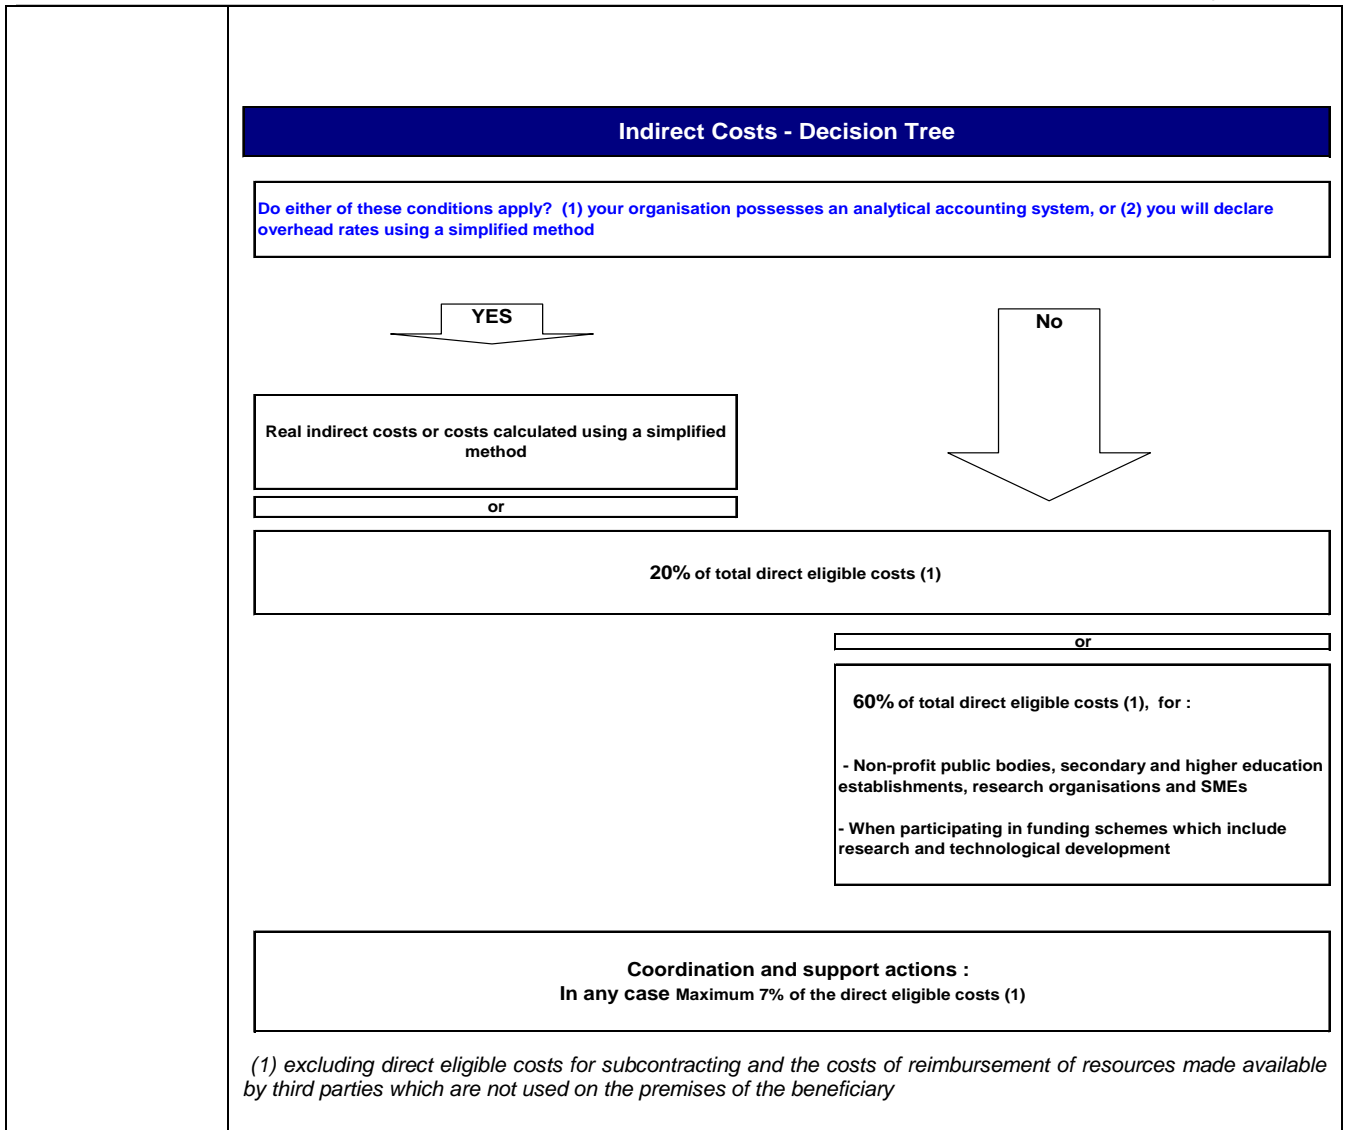 Indirect Costs - Decision Tree
Do either of these conditions apply?  (1) your organisation possesses an analytical accounting system, or (2) you will declare
overhead rates using a simplified method
YES
No
Real indirect costs or costs calculated using a simplified
method
or
20% of total direct eligible costs (1)
or
60% of total direct eligible costs (1),  for :
- Non-profit public bodies, secondary and higher education
establishments, research organisations and SMEs
- When participating in funding schemes which include
research and technological development
Coordination and support actions :
In any case Maximum 7% of the direct eligible costs (1)
(1) excluding direct eligible costs for subcontracting and the costs of reimbursement of resources made available
by third parties which are not used on the premises of the beneficiary